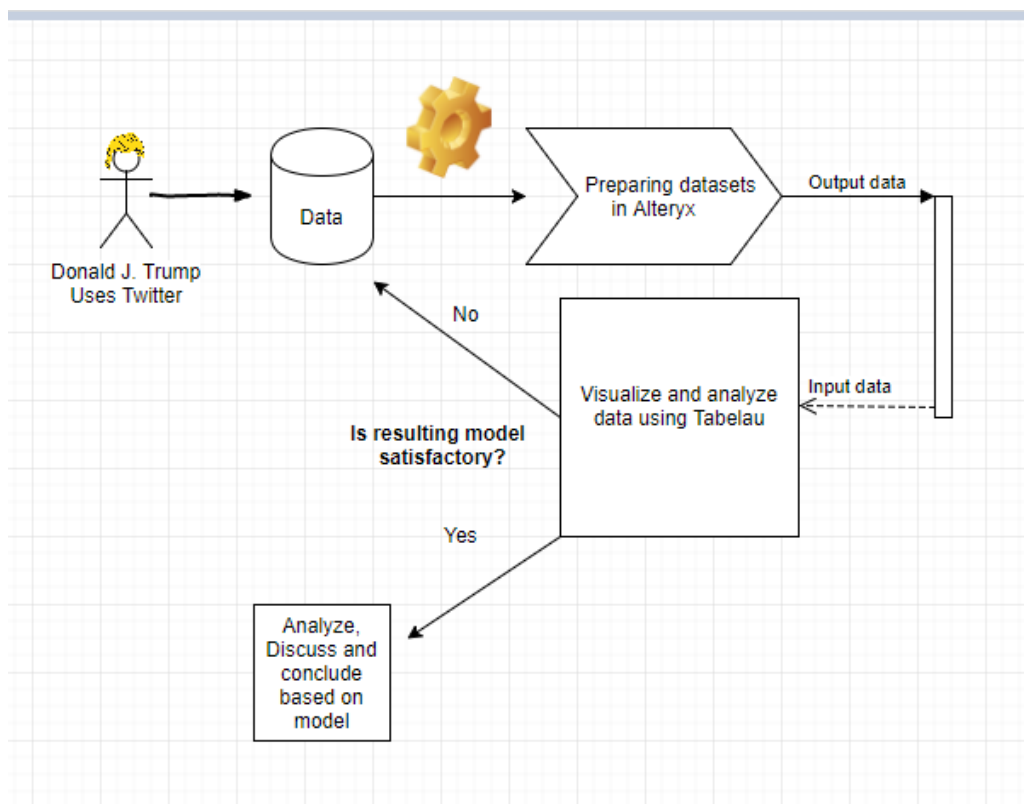 Donald J. Trump
Uses Twitter
Data
Preparing datasets
in Alteryx
Output data
Input data
Visualize and analyze
data using Tabelau
No
Is resulting model
satisfactory?
Yes
Analyze,
Discuss and
conclude
based on
model